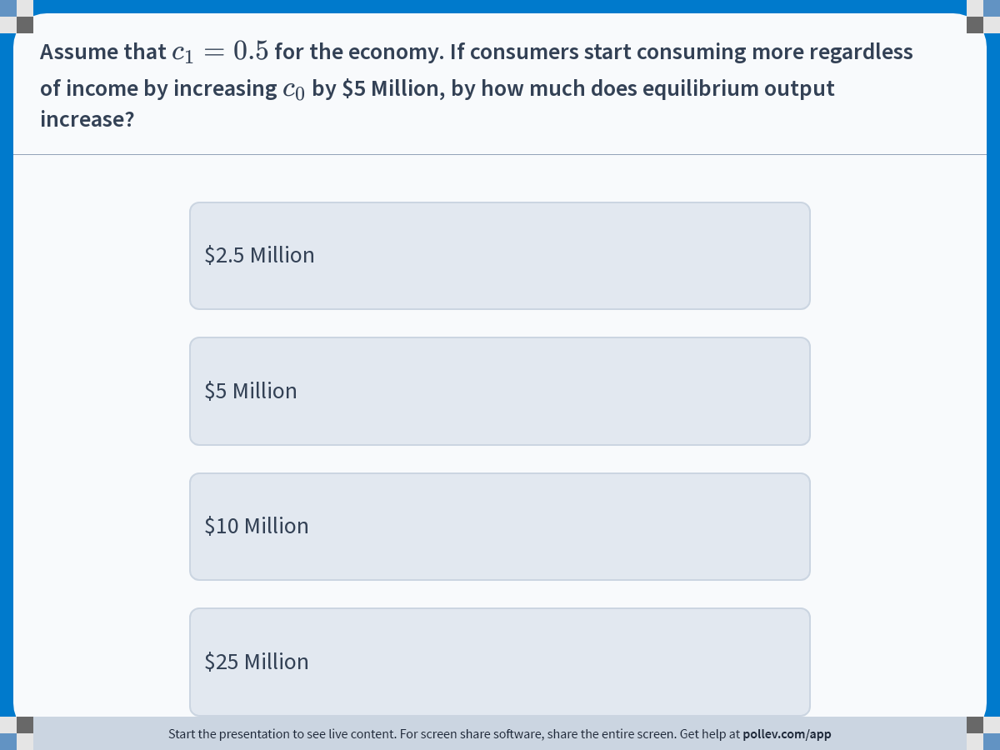 Assume that c₁ = 0.5 for the economy. If consumers start consuming more regardless
of income by increasing c₀ by $5 Million, by how much does equilibrium output
increase?
$2.5 Million
$5 Million
$10 Million
$25 Million
Start the presentation to see live content. For screen share software, share the entire screen. Get help at pollev.com/app